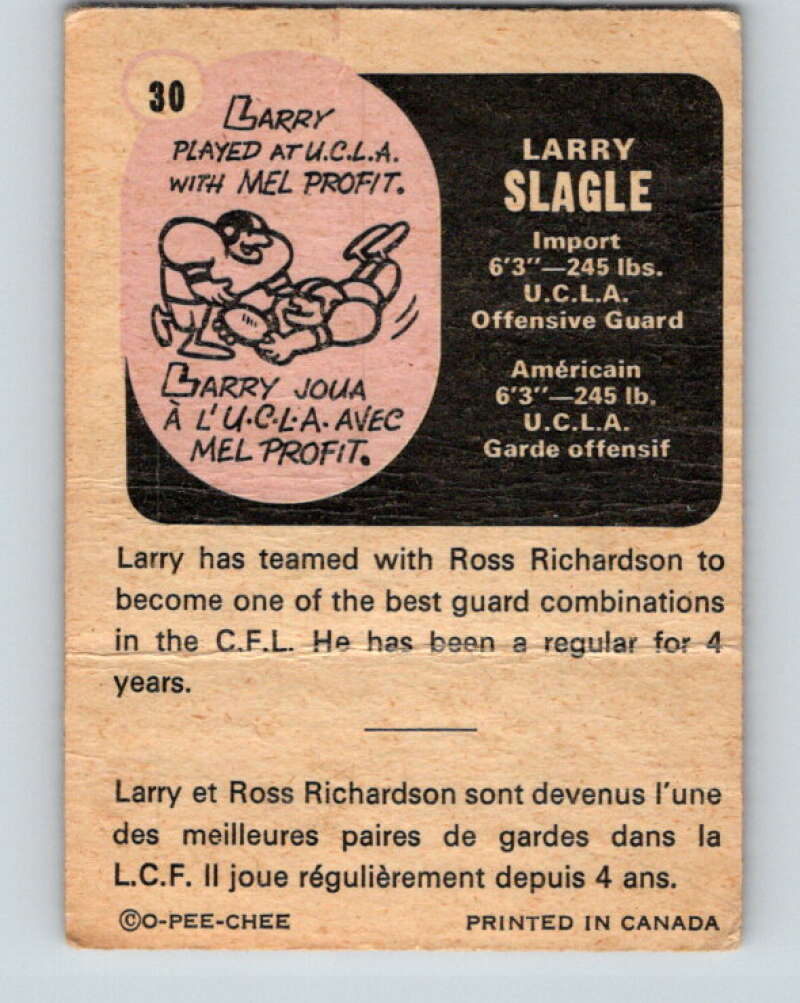 30
LARRY
PLAYED AT U.C.L.A.
WITH MEL PROFIT.
LARRY JOUA
À L'U.C.L.A. AVEC
MEL PROFIT.
LARRY
SLAGLE
Import
6'3"—245 lbs.
U.C.L.A.
Offensive Guard
Américain
6'3"—245 lb.
U.C.L.A.
Garde offensif
Larry has teamed with Ross Richardson to
become one of the best guard combinations
in the C.F.L. He has been a regular for 4
years.
Larry et Ross Richardson sont devenus l'une
des meilleures paires de gardes dans la
L.C.F. Il joue régulièrement depuis 4 ans.
©O-PEE-CHEE
PRINTED IN CANADA